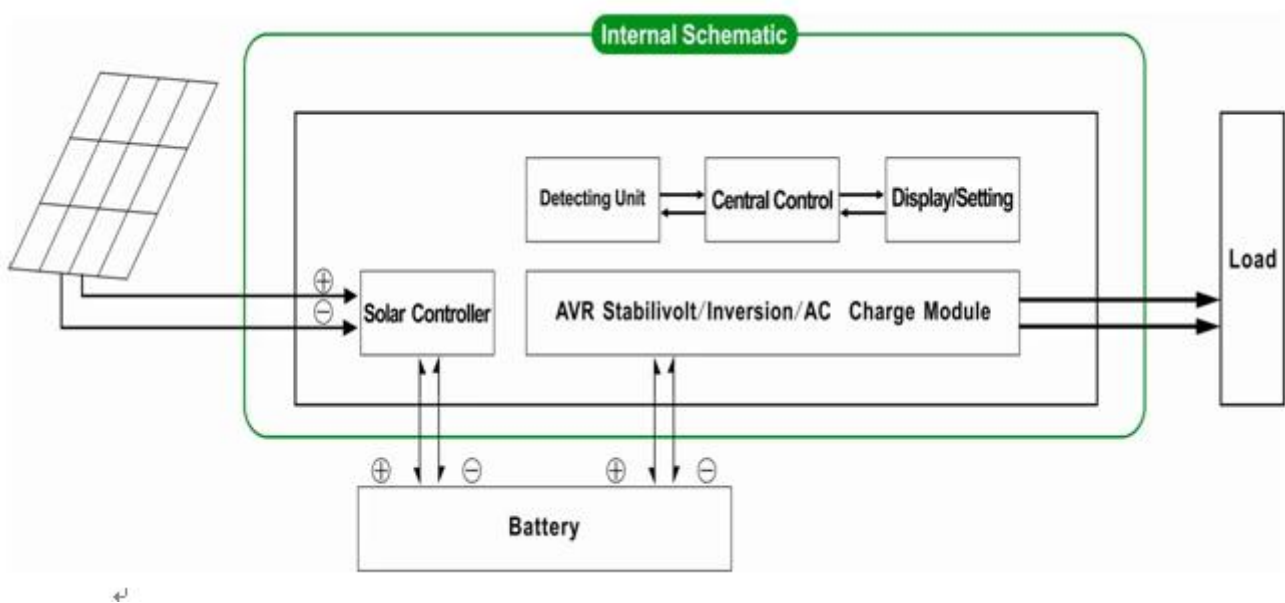 Internal Schematic
Detecting Unit
Central Control
Display/Setting
⊕
⊖
Solar Controller
AVR Stabilivolt/Inversion/AC Charge Module
Load
⊕ ⊖ ⊕ ⊖
Battery
↵